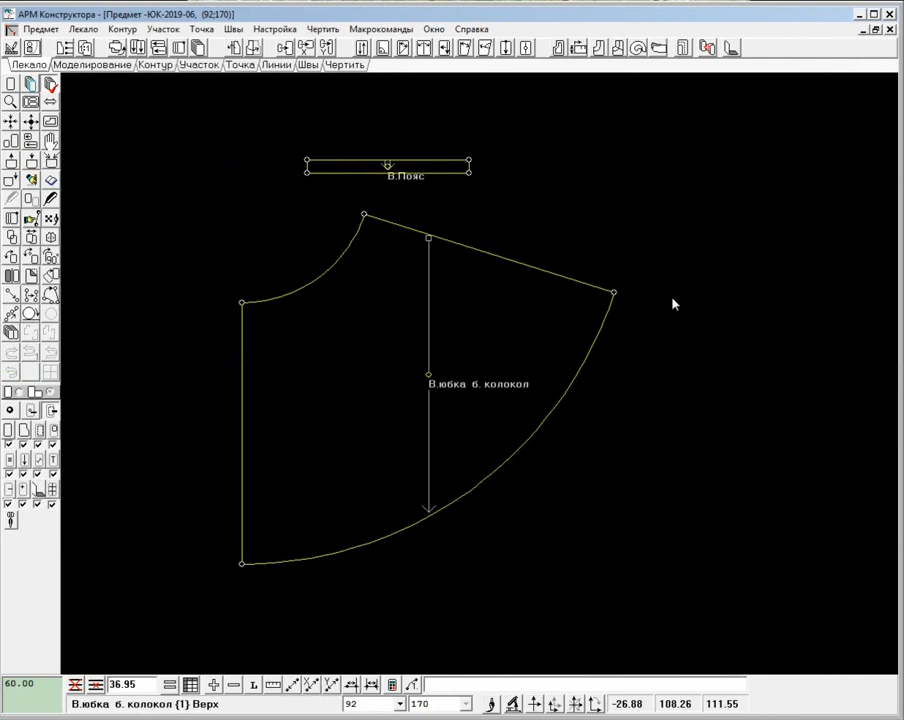 АРМ Конструктора - [Предмет -ЮК-2019-06, (92;170)]
Предмет Лекало Контур Участок Точка Швы Настройка Чертить Макрокоманды Окно Справка
Лекало Моделирование Контур Участок Точка Линии Швы Чертить
В.Пояс
В.юбка б. колокол
60.00 36.95
В.юбка б. колокол {1} Верх 92 170 -26.88 108.26 111.55